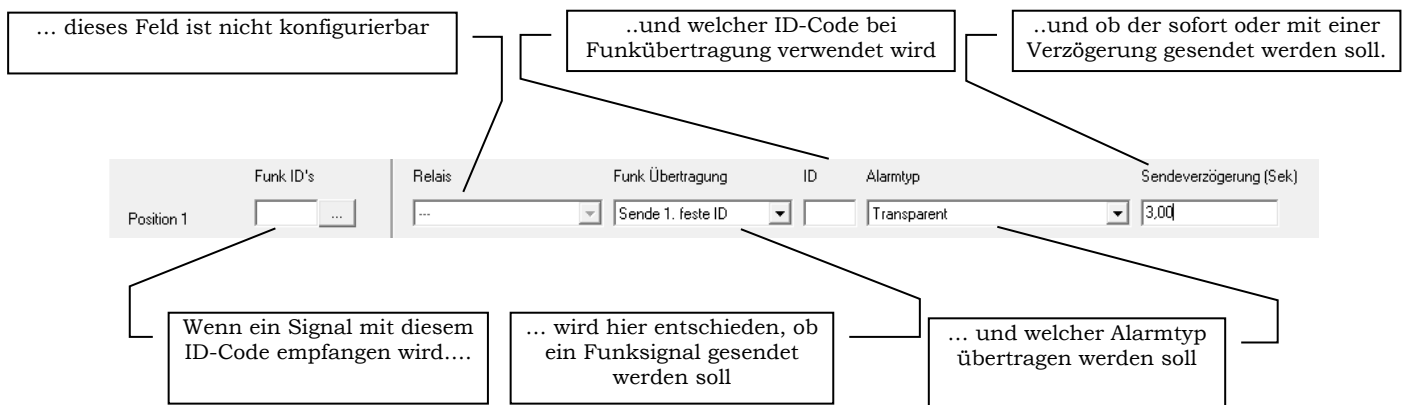 … dieses Feld ist nicht konfigurierbar
..und welcher ID-Code bei
Funkübertragung verwendet wird
..und ob der sofort oder mit einer
Verzögerung gesendet werden soll.
Funk ID's
Relais
Funk Übertragung
ID
Alarmtyp
Sendeverzögerung (Sek)
Position 1
...
---
Sende 1. feste ID
Transparent
3,00
Wenn ein Signal mit diesem
ID-Code empfangen wird….
… wird hier entschieden, ob
ein Funksignal gesendet
werden soll
… und welcher Alarmtyp
übertragen werden soll